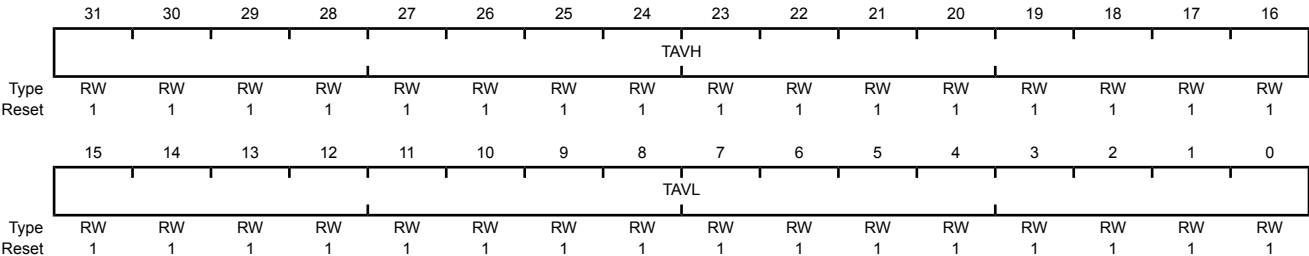 31 30 29 28 27 26 25 24 23 22 21 20 19 18 17 16
TAVH
Type RW RW RW RW RW RW RW RW RW RW RW RW RW RW RW RW
Reset 1 1 1 1 1 1 1 1 1 1 1 1 1 1 1 1
15 14 13 12 11 10 9 8 7 6 5 4 3 2 1 0
TAVL
Type RW RW RW RW RW RW RW RW RW RW RW RW RW RW RW RW
Reset 1 1 1 1 1 1 1 1 1 1 1 1 1 1 1 1